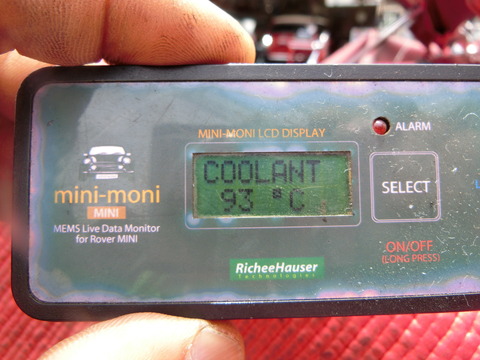 MINI-MONI LCD DISPLAY
ALARM
COOLANT
93 °C
SELECT
mini-moni
MINI
MEMS Live Data Monitor
for Rover MINI
ON/OFF
(LONG PRESS)
RicheeHauser
Technologies